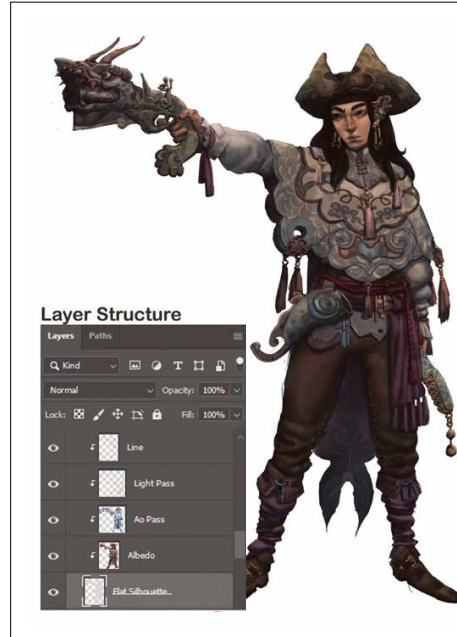 Layer Structure
Layers Paths
Kind T
Normal Opacity: 100%
Lock: Fill: 100%
Line
Light Pass
Ao Pass
Albedo
Flat Silhouette